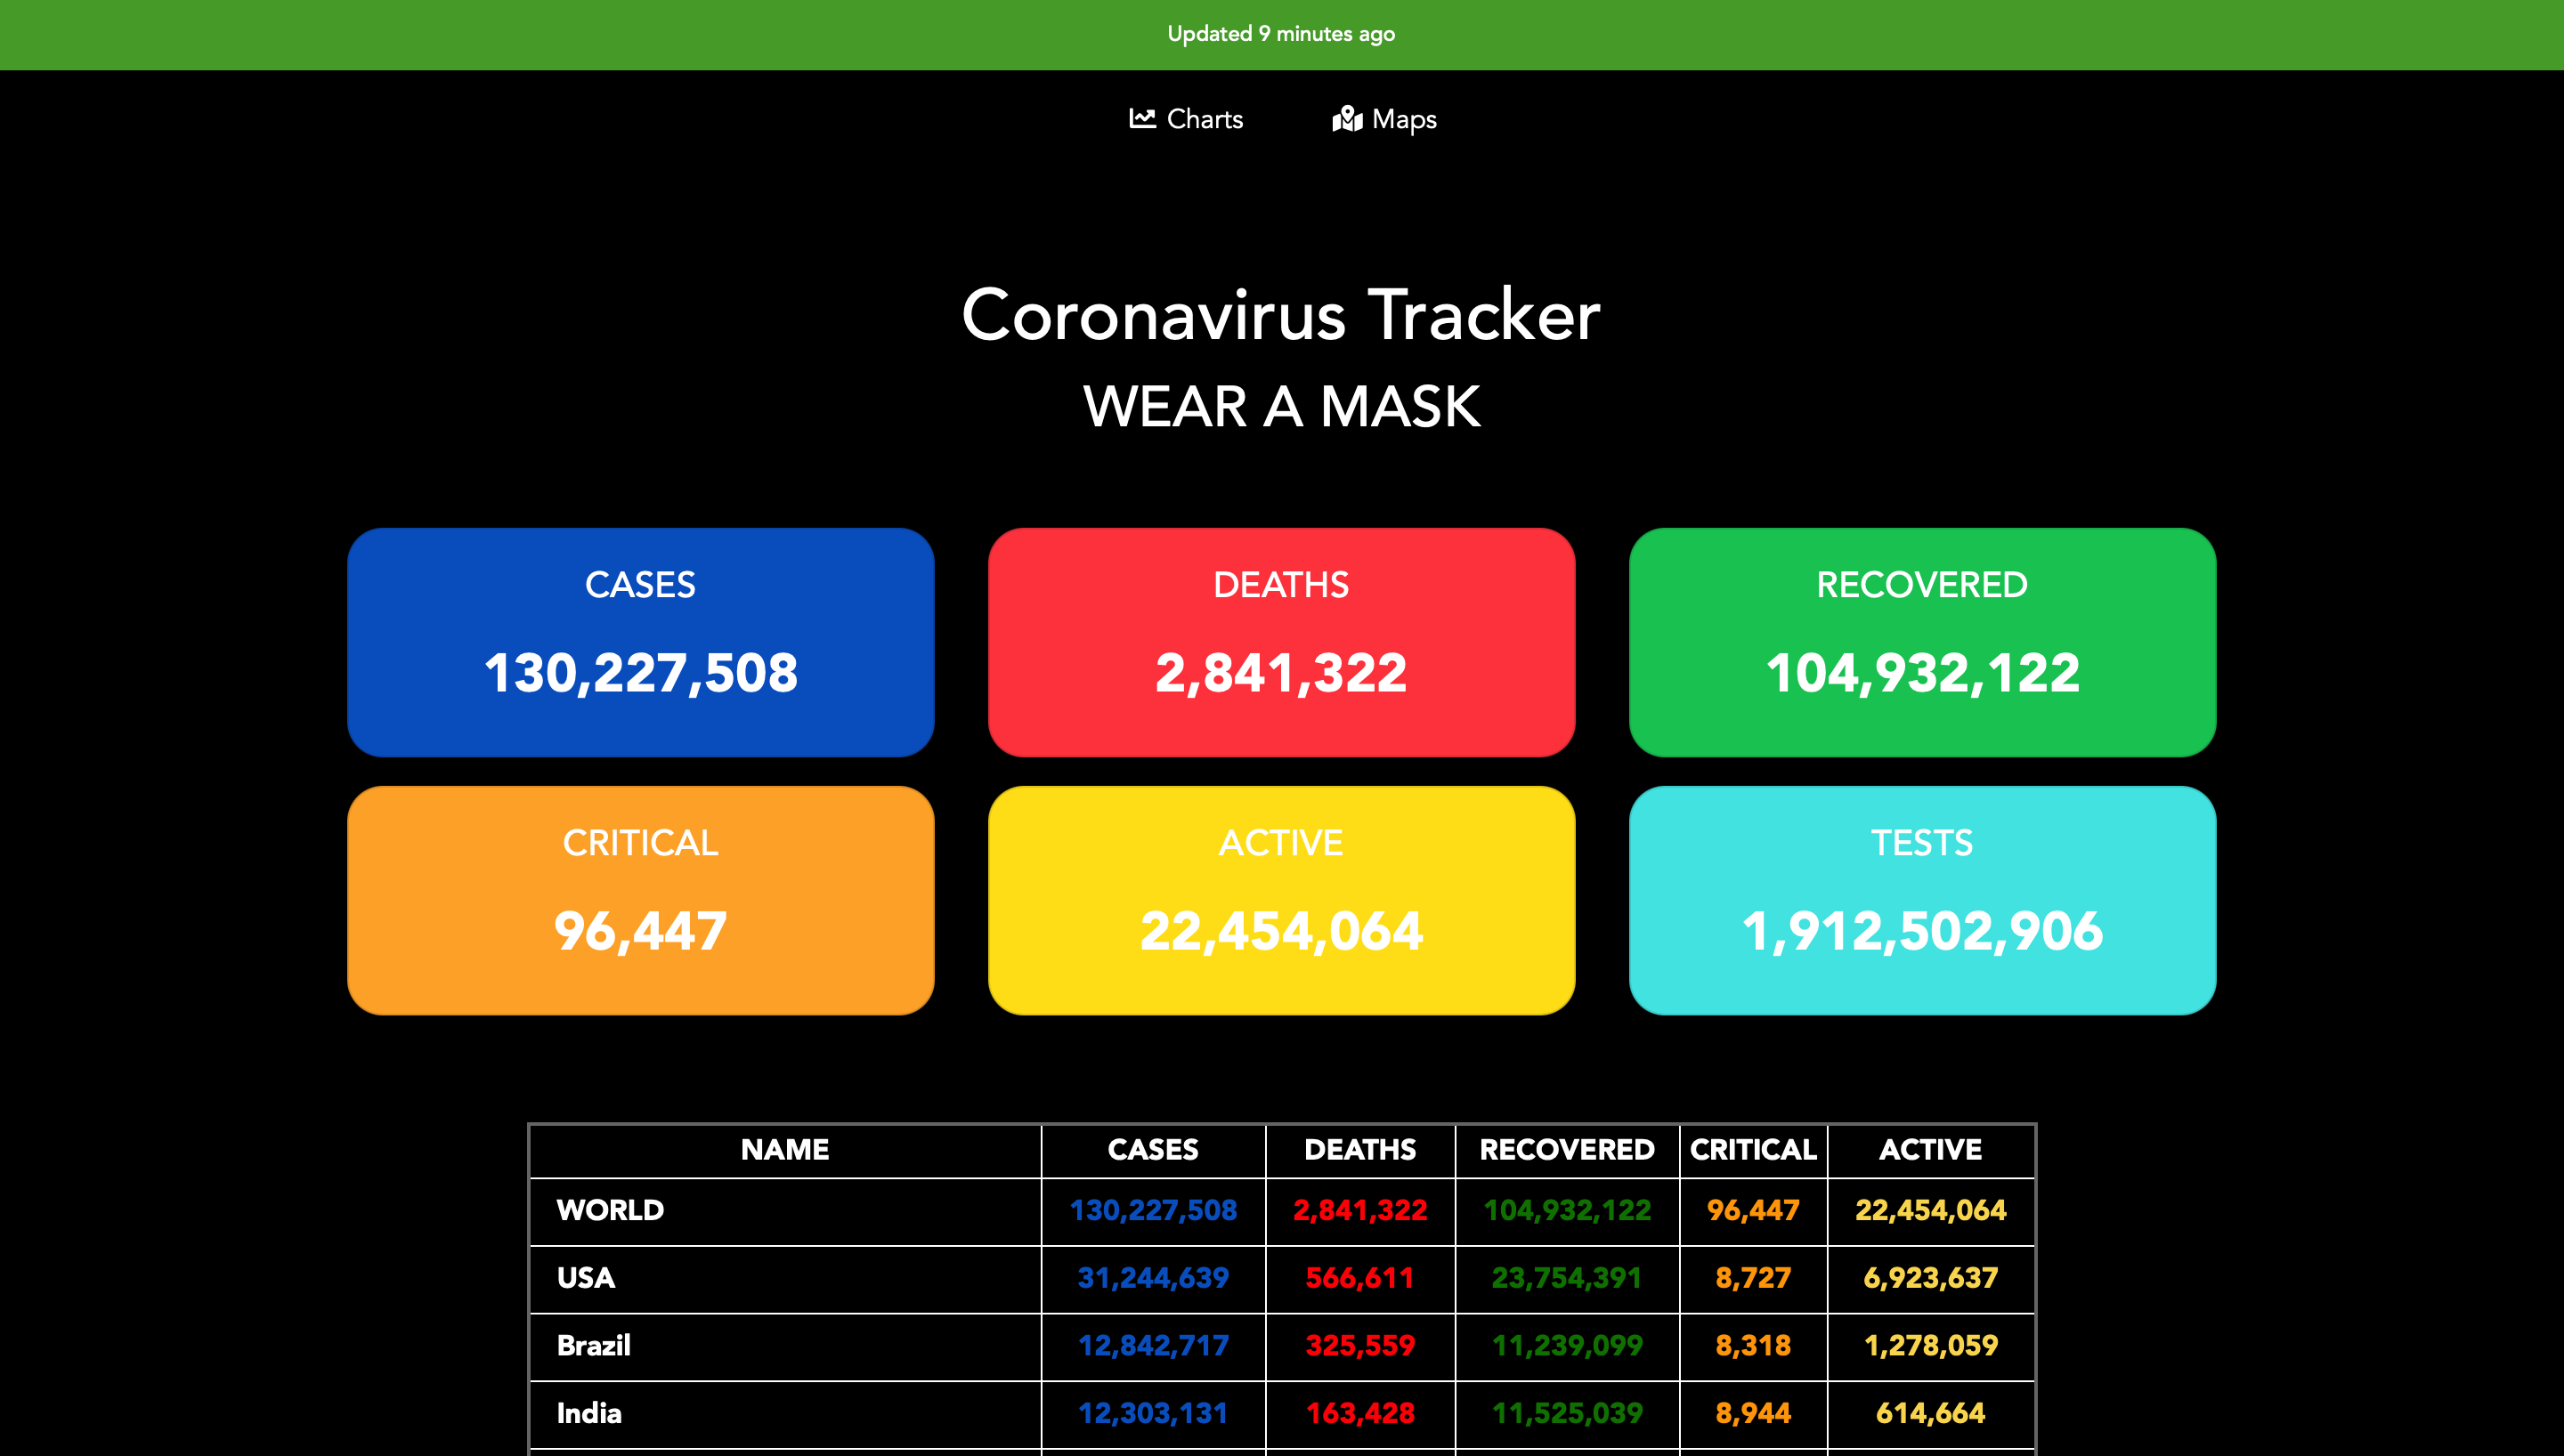 Updated 9 minutes ago
Charts Maps
Coronavirus Tracker
WEAR A MASK
CASES DEATHS RECOVERED
130,227,508 2,841,322 104,932,122
CRITICAL ACTIVE TESTS
96,447 22,454,064 1,912,502,906
NAME CASES DEATHS RECOVERED CRITICAL ACTIVE
WORLD 130,227,508 2,841,322 104,932,122 96,447 22,454,064
USA 31,244,639 566,611 23,754,391 8,727 6,923,637
Brazil 12,842,717 325,559 11,239,099 8,318 1,278,059
India 12,303,131 163,428 11,525,039 8,944 614,664